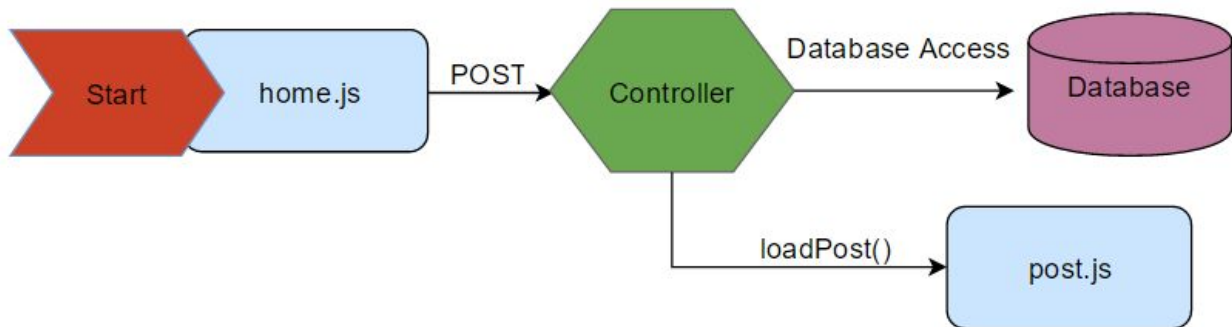 Start
home.js
POST
Controller
Database Access
Database
loadPost()
post.js